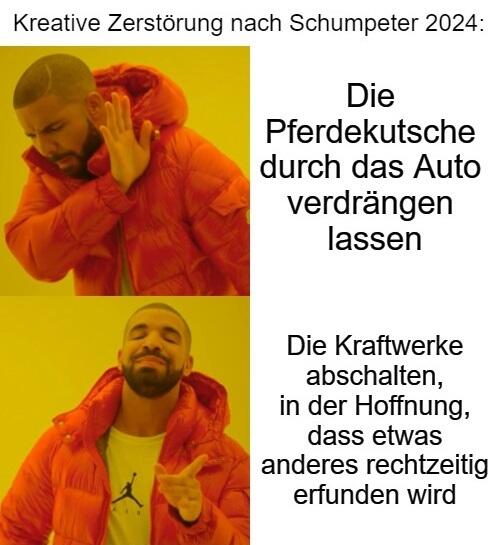 Kreative Zerstörung nach Schumpeter 2024:
Die
Pferdekutsche
durch das Auto
verdrängen
lassen
Die Kraftwerke
abschalten,
in der Hoffnung,
dass etwas
anderes rechtzeitig
erfunden wird